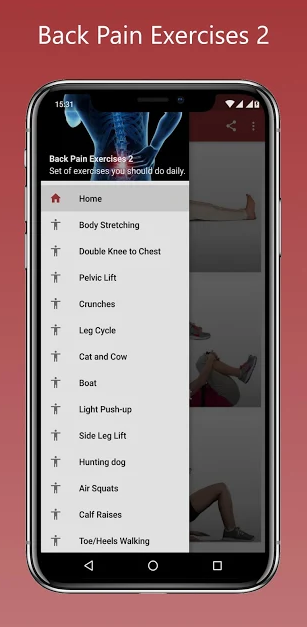 Back Pain Exercises 2
15:31
Back Pain Exercises 2
Set of exercises you should do daily.
Home
Body Stretching
Double Knee to Chest
Pelvic Lift
Crunches
Leg Cycle
Cat and Cow
Boat
Light Push-up
Side Leg Lift
Hunting dog
Air Squats
Calf Raises
Toe/Heels Walking